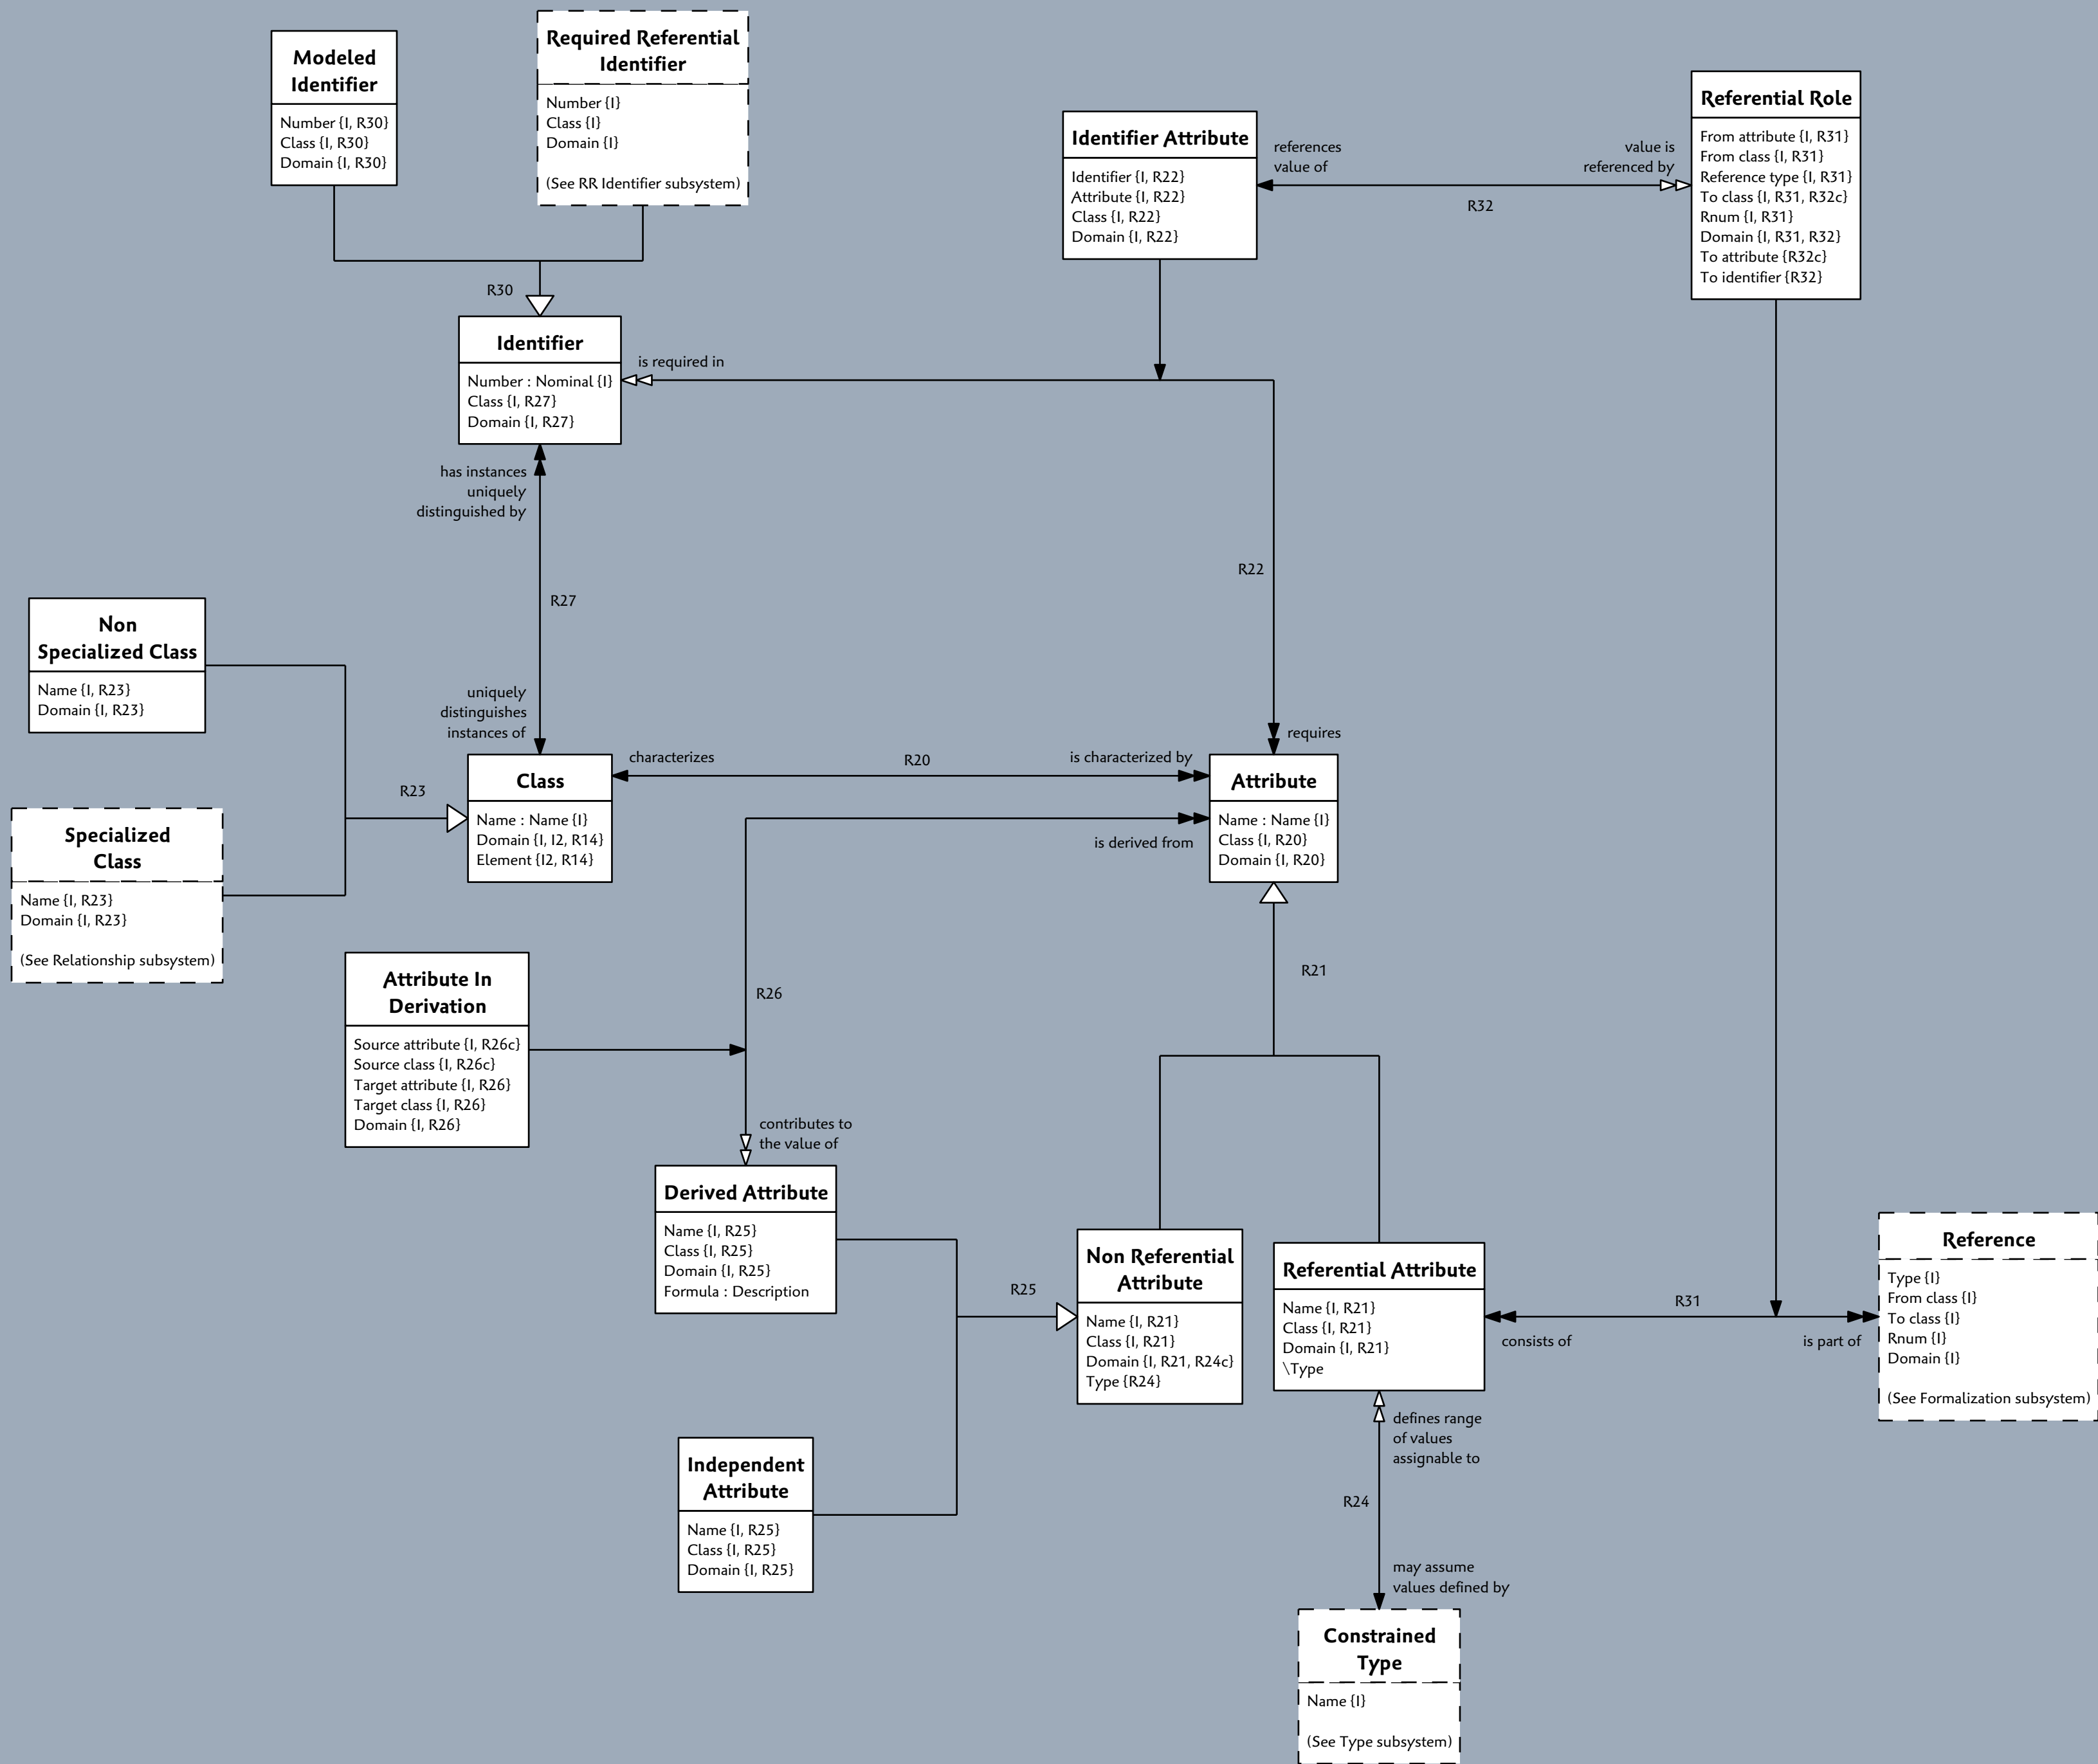 Modeled
Identifier
Number {I, R30}
Class {I, R30}
Domain {I, R30}
Required Referential
Identifier
Number {I}
Class {I}
Domain {I}
(See RR Identifier subsystem)
Identifier Attribute
Identifier {I, R22}
Attribute {I, R22}
Class {I, R22}
Domain {I, R22}
references
value of
value is
referenced by
R32
Referential Role
From attribute {I, R31}
From class {I, R31}
Reference type {I, R31}
To class {I, R31, R32c}
Rnum {I, R31}
Domain {I, R31, R32}
To attribute {R32c}
To identifier {R32}
R30
Identifier
Number : Nominal {I}
Class {I, R27}
Domain {I, R27}
is required in
has instances
uniquely
distinguished by
R27
R22
Non
Specialized Class
Name {I, R23}
Domain {I, R23}
uniquely
distinguishes
instances of
requires
characterizes
R20
is characterized by
R23
Class
Name : Name {I}
Domain {I, I2, R14}
Element {I2, R14}
Attribute
Name : Name {I}
Class {I, R20}
Domain {I, R20}
is derived from
Specialized
Class
Name {I, R23}
Domain {I, R23}
(See Relationship subsystem)
Attribute In
Derivation
Source attribute {I, R26c}
Source class {I, R26c}
Target attribute {I, R26}
Target class {I, R26}
Domain {I, R26}
R26
R21
contributes to
the value of
Derived Attribute
Name {I, R25}
Class {I, R25}
Domain {I, R25}
Formula : Description
R25
Non Referential
Attribute
Name {I, R21}
Class {I, R21}
Domain {I, R21, R24c}
Type {R24}
Referential Attribute
Name {I, R21}
Class {I, R21}
Domain {I, R21}
\Type
R31
consists of
is part of
Reference
Type {I}
From class {I}
To class {I}
Rnum {I}
Domain {I}
(See Formalization subsystem)
Independent
Attribute
Name {I, R25}
Class {I, R25}
Domain {I, R25}
defines range
of values
assignable to
R24
may assume
values defined by
Constrained
Type
Name {I}
(See Type subsystem)